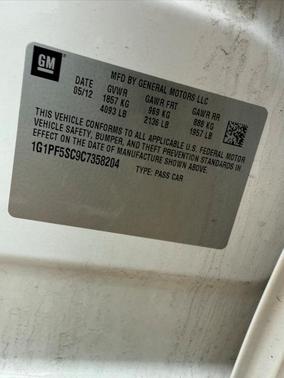 GM
MFD BY GENERAL MOTORS LLC
DATE GVWR GAWR FRT GAWR RR
05/12 1857 KG 969 KG 888 KG
4093 LB 2136 LB 1957 LB
THIS VEHICLE CONFORMS TO ALL APPLICABLE U.S. FEDERAL MOTOR
VEHICLE SAFETY, BUMPER, AND THEFT PREVENTION STANDARDS IN
EFFECT ON THE DATE OF MANUFACTURE SHOWN ABOVE.
1G1PF5SC9C7358204
TYPE: PASS CAR